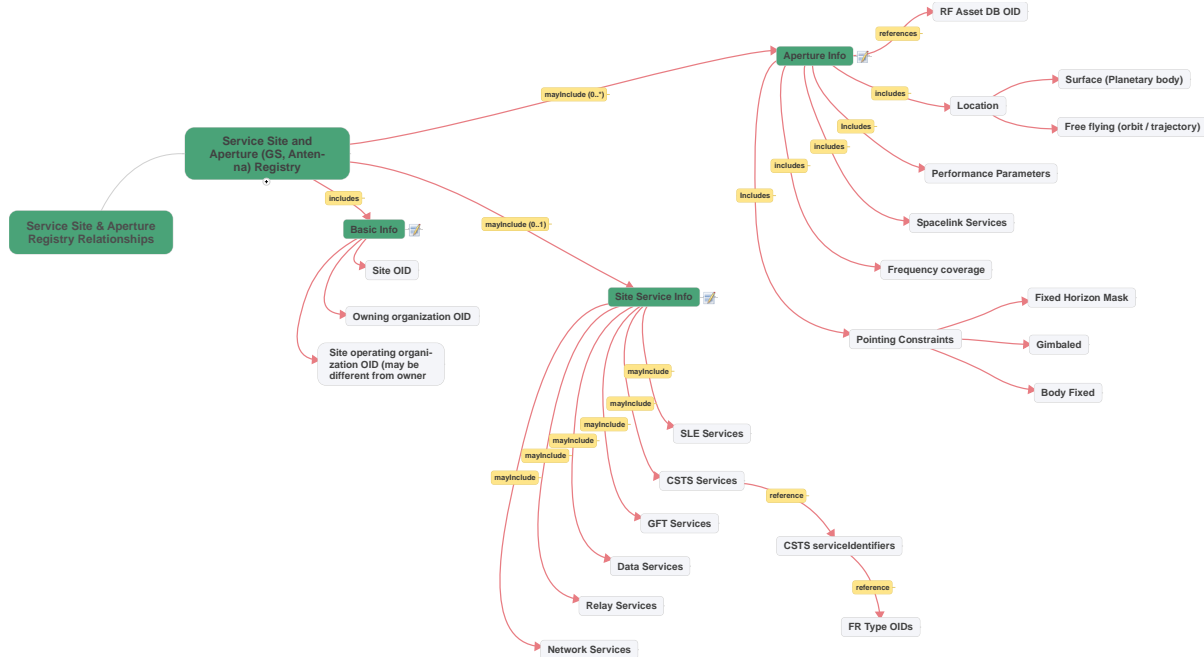 RF Asset DB OID
references
Aperture Info
Surface (Planetary body)
includes
mayInclude (0..*)
Location
Free flying (orbit / trajectory)
Includes
Service Site and
Aperture (GS, Anten-
na) Registry
includes
includes
Performance Parameters
includes
Includes
Service Site & Aperture
Registry Relationships
mayInclude (0..1)
Spacelink Services
Basic Info
Site OID
Frequency coverage
Site Service Info
Fixed Horizon Mask
Owning organization OID
Pointing Constraints
Gimbaled
Site operating organi-
zation OID (may be
different from owner
mayInclude
Body Fixed
mayInclude
mayInclude
SLE Services
mayInclude
mayInclude
mayInclude
CSTS Services
reference
GFT Services
CSTS serviceIdentifiers
Data Services
reference
Relay Services
FR Type OIDs
Network Services